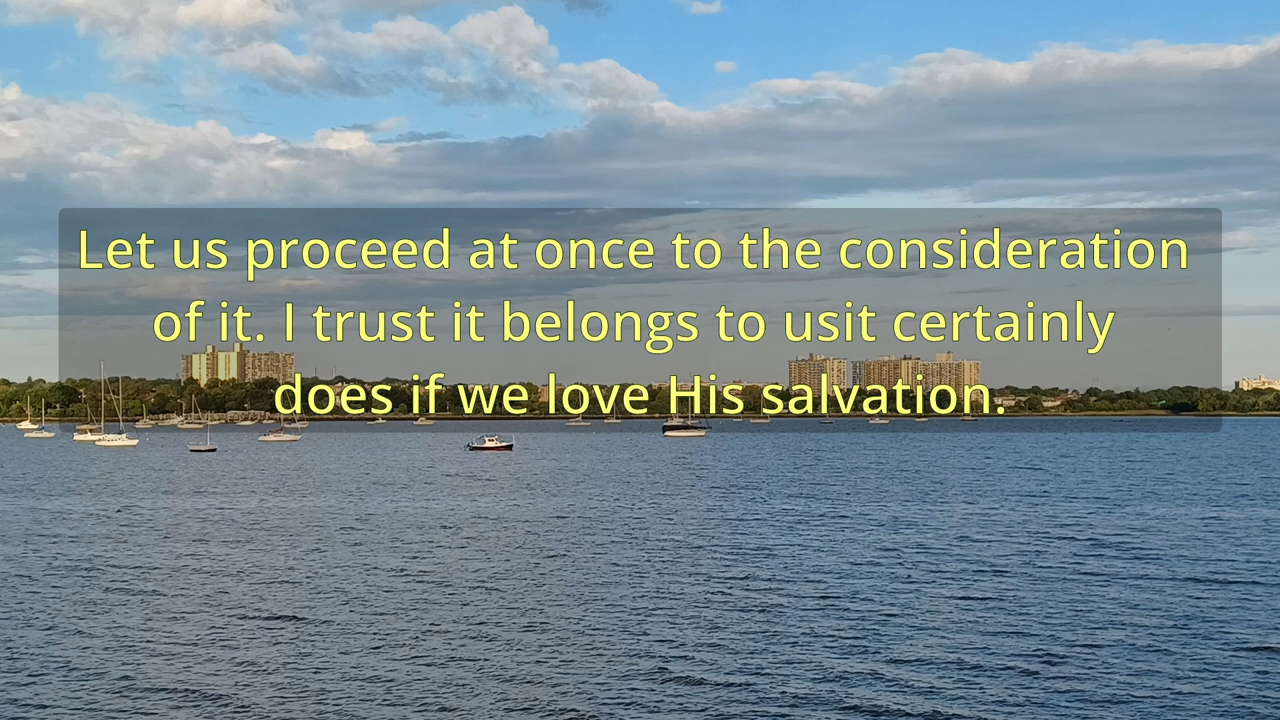 Let us proceed at once to the consideration
of it. I trust it belongs to usit certainly
does if we love His salvation.